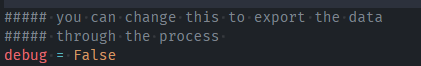 ##### you can change this to export the data
##### through the process
debug = False